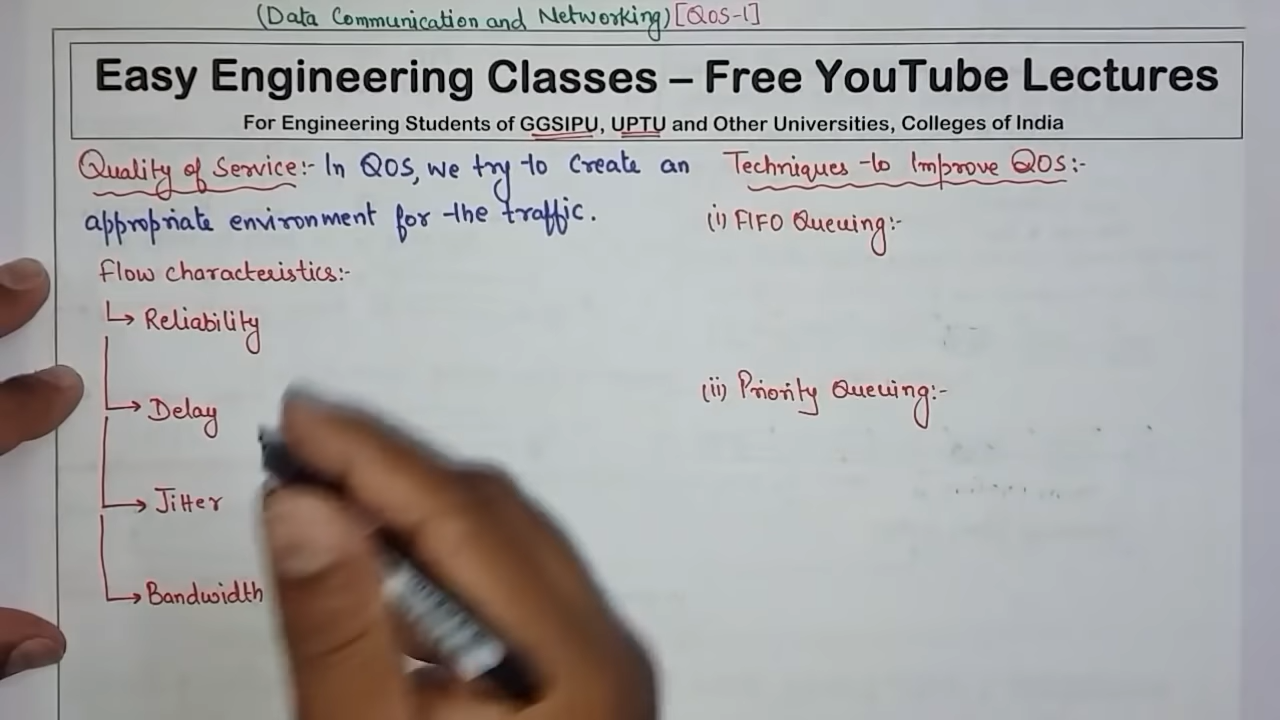 (Data Communication and Networking)[QOS-1]
Easy Engineering Classes – Free YouTube Lectures
For Engineering Students of GGSIPU, UPTU and Other Universities, Colleges of India
Quality of Service:- In QOS, we try to create an
appropriate environment for the traffic.
Flow characteristics:-
Reliability
Delay
Jitter
Bandwidth
Techniques to Improve QOS:-
(i) FIFO Queuing:-
(ii) Priority Queuing:-